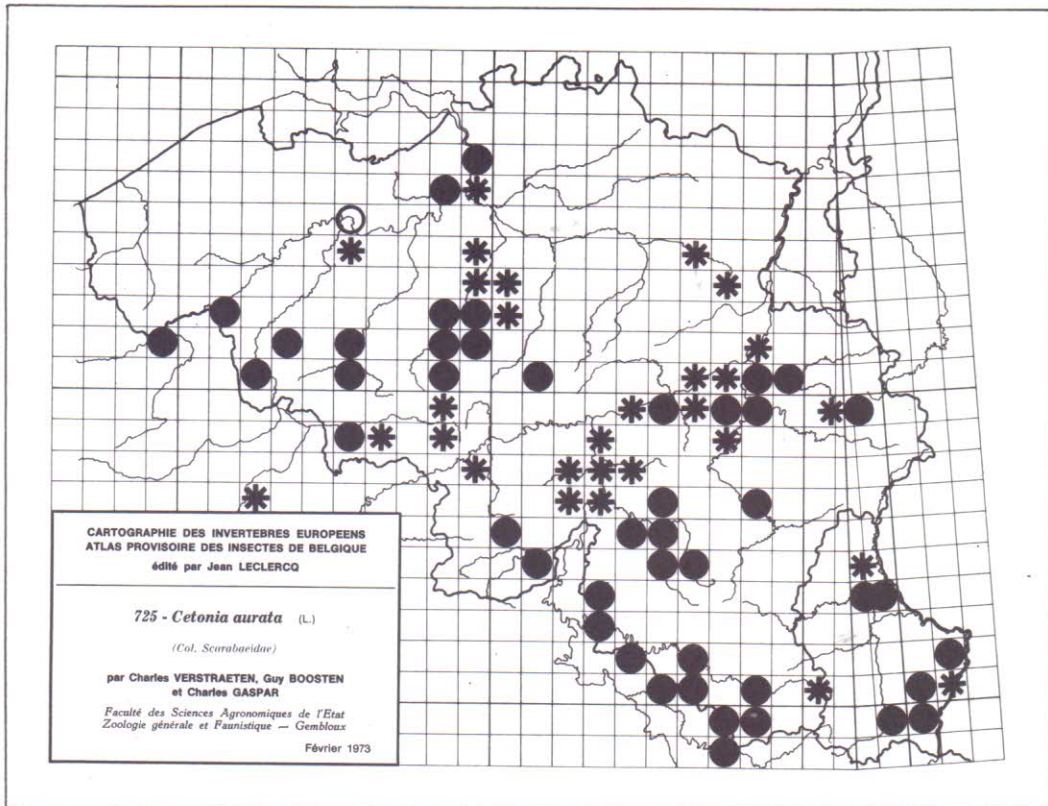 CARTOGRAPHIE DES INVERTEBRES EUROPEENS
ATLAS PROVISOIRE DES INSECTES DE BELGIQUE
édité par Jean LECLERCQ
725 - Cetonia aurata (L.)
(Col. Scarabaeidae)
par Charles VERSTRAETEN, Guy BOOSTEN
et Charles GASPAR
Faculté des Sciences Agronomiques de l'Etat
Zoologie générale et Faunistique — Gembloux
Février 1973